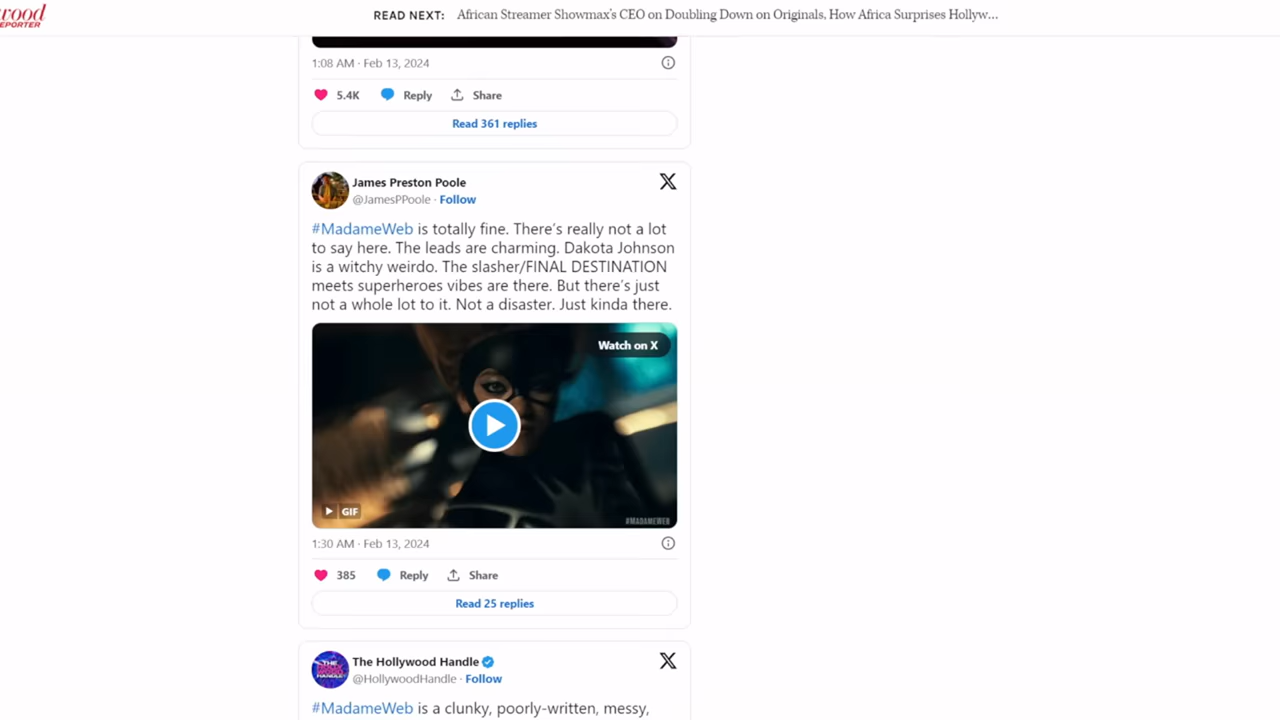 wood
REPORTER
READ NEXT: African Streamer Showmax's CEO on Doubling Down on Originals, How Africa Surprises Hollyw...
1:08 AM · Feb 13, 2024
5.4K Reply Share
Read 361 replies
James Preston Poole
@JamesPPoole · Follow
#MadameWeb is totally fine. There's really not a lot
to say here. The leads are charming. Dakota Johnson
is a witchy weirdo. The slasher/FINAL DESTINATION
meets superheroes vibes are there. But there's just
not a whole lot to it. Not a disaster. Just kinda there.
Watch on X
GIF
#MADAMEWEB
1:30 AM · Feb 13, 2024
385 Reply Share
Read 25 replies
THE
HANDLE
The Hollywood Handle
@HollywoodHandle · Follow
#MadameWeb is a clunky, poorly-written, messy,